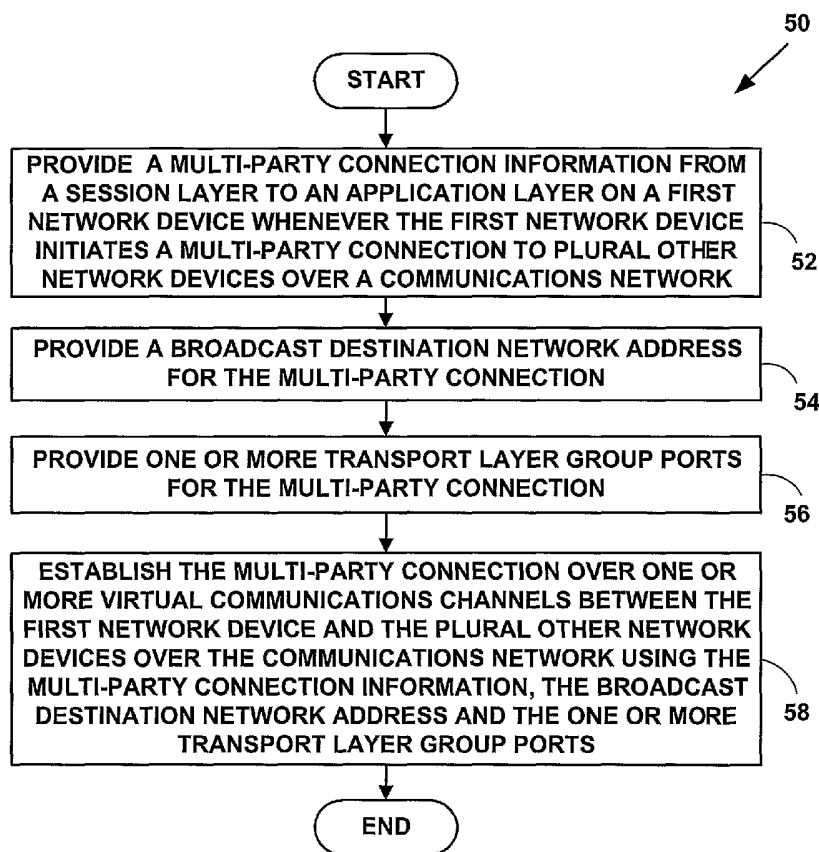 50
START
PROVIDE A MULTI-PARTY CONNECTION INFORMATION FROM
A SESSION LAYER TO AN APPLICATION LAYER ON A FIRST
NETWORK DEVICE WHENEVER THE FIRST NETWORK DEVICE
INITIATES A MULTI-PARTY CONNECTION TO PLURAL OTHER
NETWORK DEVICES OVER A COMMUNICATIONS NETWORK
52
PROVIDE A BROADCAST DESTINATION NETWORK ADDRESS
FOR THE MULTI-PARTY CONNECTION
54
PROVIDE ONE OR MORE TRANSPORT LAYER GROUP PORTS
FOR THE MULTI-PARTY CONNECTION
56
ESTABLISH THE MULTI-PARTY CONNECTION OVER ONE OR
MORE VIRTUAL COMMUNICATIONS CHANNELS BETWEEN THE
FIRST NETWORK DEVICE AND THE PLURAL OTHER NETWORK
DEVICES OVER THE COMMUNICATIONS NETWORK USING THE
MULTI-PARTY CONNECTION INFORMATION, THE BROADCAST
DESTINATION NETWORK ADDRESS AND THE ONE OR MORE
TRANSPORT LAYER GROUP PORTS
58
END